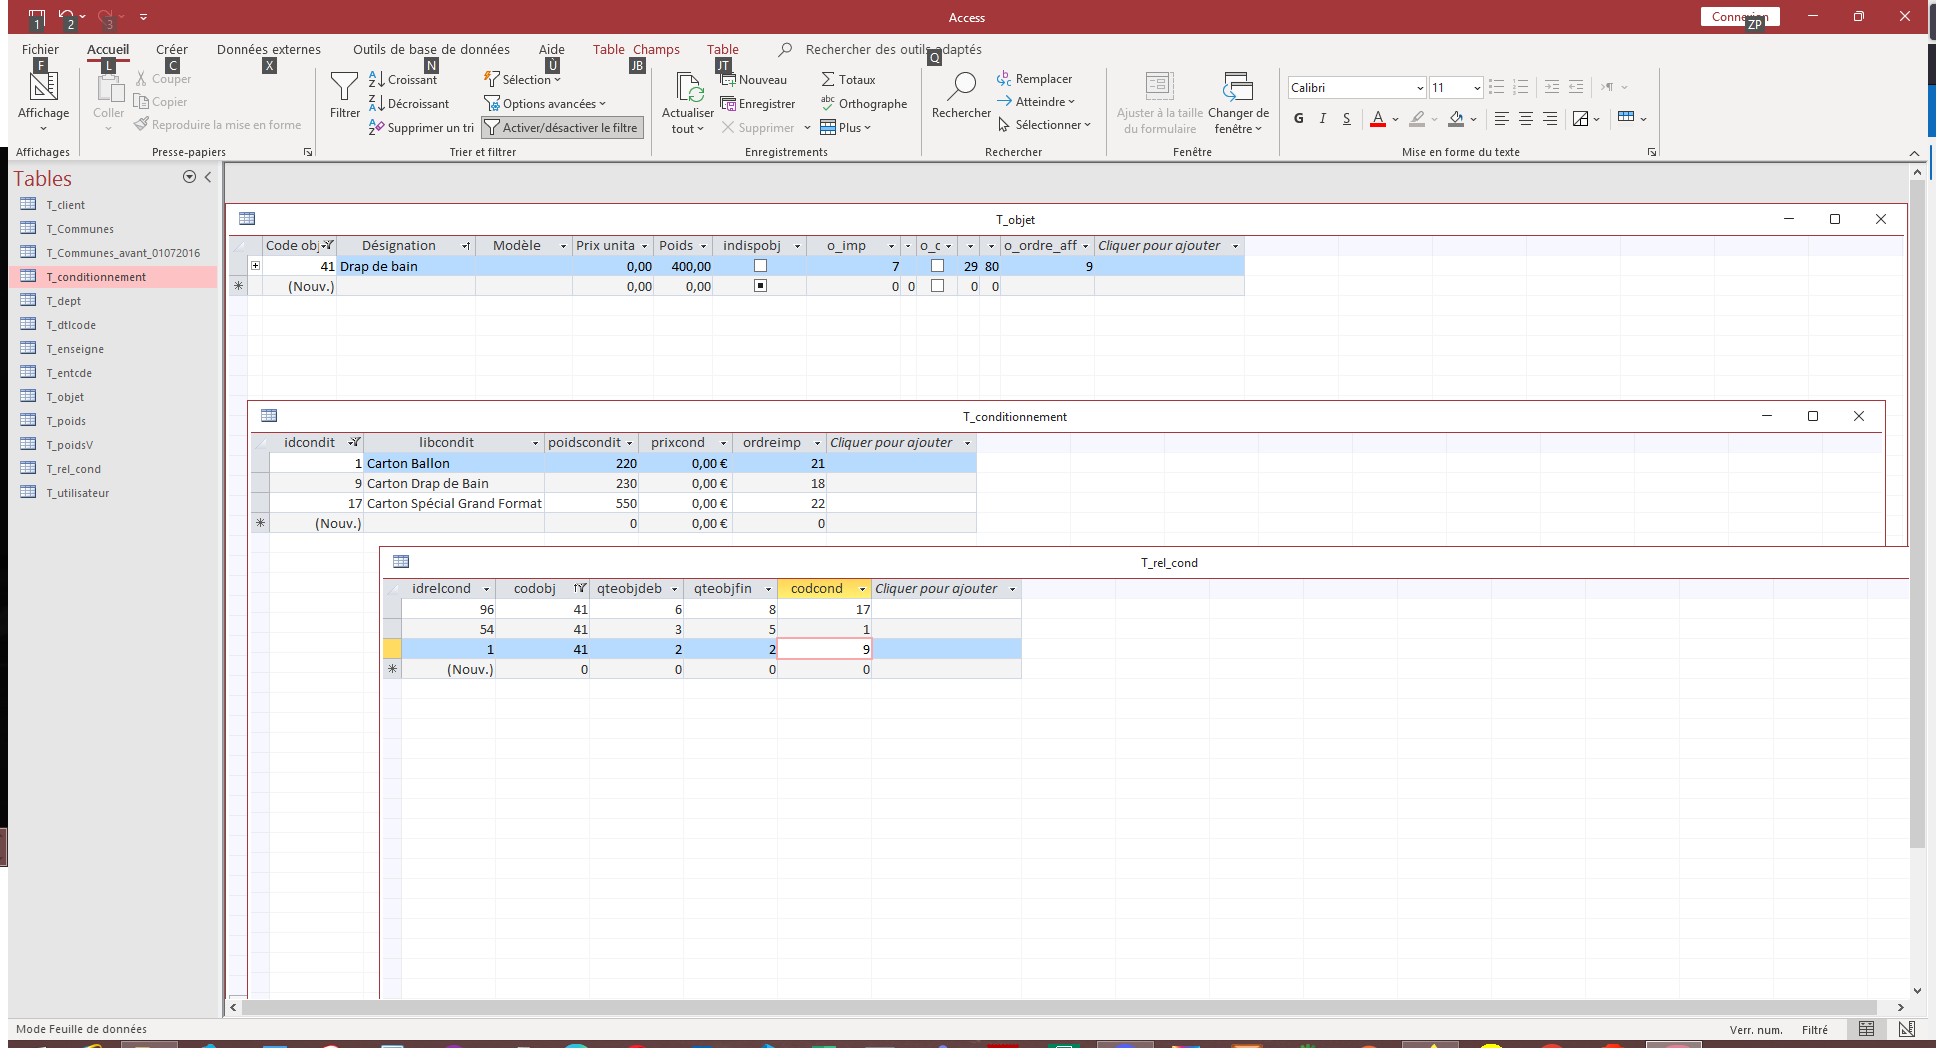 Access
Connexion
1 2 3 ZP
Fichier Accueil Créer Données externes Outils de base de données Aide Table Champs Table Rechercher des outils adaptés
F L C X N Ù JB JT Q
Affichage
Affichages
Coller
Couper
Copier
Reproduire la mise en forme
Presse-papiers
Filtrer
Croissant
Décroissant
Supprimer un tri
Sélection
Options avancées
Activer/désactiver le filtre
Trier et filtrer
Actualiser
tout
Nouveau
Enregistrer
Supprimer
Totaux
Orthographe
Plus
Enregistrements
Rechercher
Remplacer
Atteindre
Sélectionner
Rechercher
Ajuster à la taille
du formulaire
Changer de
fenêtre
Fenêtre
Calibri 11
G I S A
Mise en forme du texte
Tables
T_client
T_Communes
T_Communes_avant_01072016
T_conditionnement
T_dept
T_dtlcode
T_enseigne
T_entcde
T_objet
T_poids
T_poidsV
T_rel_cond
T_utilisateur
T_objet
Code obj Désignation Modèle Prix unita Poids indispobj o_imp o_c o_ordre_aff Cliquer pour ajouter
41 Drap de bain 0,00 400,00 7 29 80 9
(Nouv.) 0,00 0,00 0 0 0 0
T_conditionnement
idcondit libcondit poidscondit prixcond ordreimp Cliquer pour ajouter
1 Carton Ballon 220 0,00 € 21
9 Carton Drap de Bain 230 0,00 € 18
17 Carton Spécial Grand Format 550 0,00 € 22
(Nouv.) 0 0,00 € 0
T_rel_cond
idrelcond codobj qteobjdeb qteobjfin codcond Cliquer pour ajouter
96 41 6 8 17
54 41 3 5 1
1 41 2 2 9
(Nouv.) 0 0 0 0
Mode Feuille de données
Verr. num. Filtré